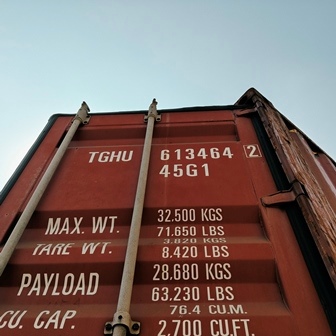 TGHU 613464 2
45G1
MAX. WT. 32.500 KGS
71.650 LBS
TARE WT. 3.820 KGS
8.420 LBS
PAYLOAD 28.680 KGS
63.230 LBS
CU. CAP. 76.4 CU.M.
2.700 CU.FT.